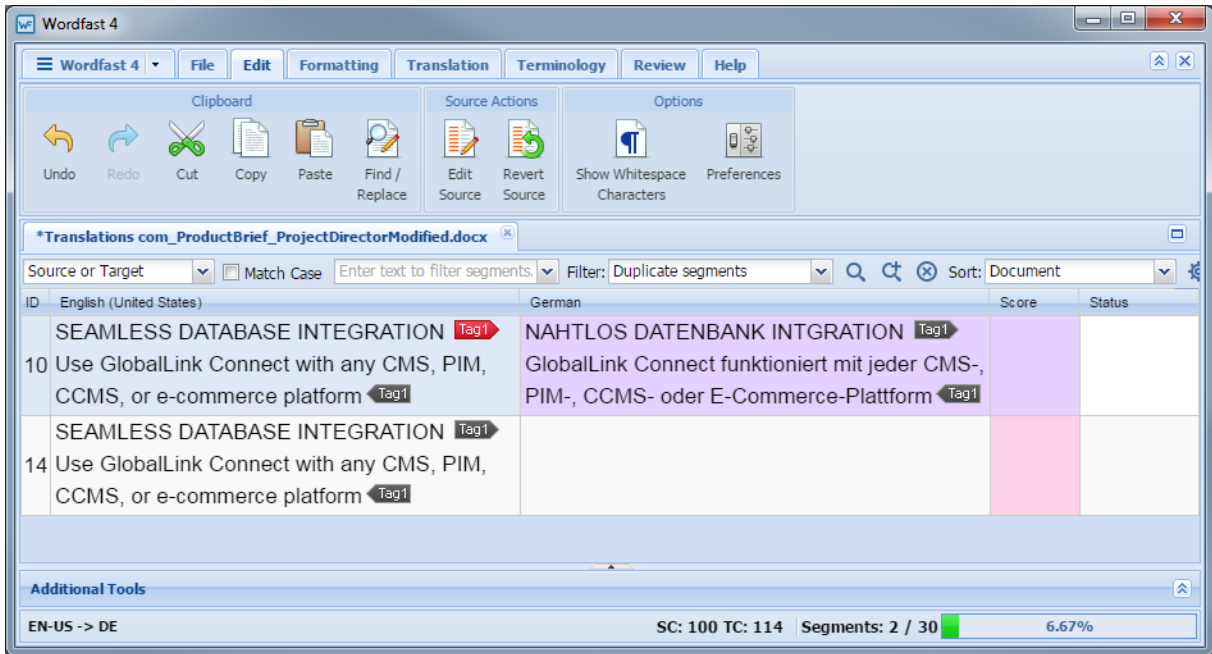 Wordfast 4
Wordfast 4 File Edit Formatting Translation Terminology Review Help
Clipboard Source Actions Options
Undo Redo Cut Copy Paste Find / Replace Edit Source Revert Source Show Whitespace Characters Preferences
*Translations com_ProductBrief_ProjectDirectorModified.docx
Source or Target Match Case Enter text to filter segments. Filter: Duplicate segments Sort: Document
ID English (United States) German Score Status
10
SEAMLESS DATABASE INTEGRATION Tag1
Use GlobalLink Connect with any CMS, PIM,
CCMS, or e-commerce platform Tag1
NAHTLOS DATENBANK INTGRATION Tag1
GlobalLink Connect funktioniert mit jeder CMS-,
PIM-, CCMS- oder E-Commerce-Plattform Tag1
14
SEAMLESS DATABASE INTEGRATION Tag1
Use GlobalLink Connect with any CMS, PIM,
CCMS, or e-commerce platform Tag1
Additional Tools
EN-US -> DE SC: 100 TC: 114 Segments: 2 / 30 6.67%